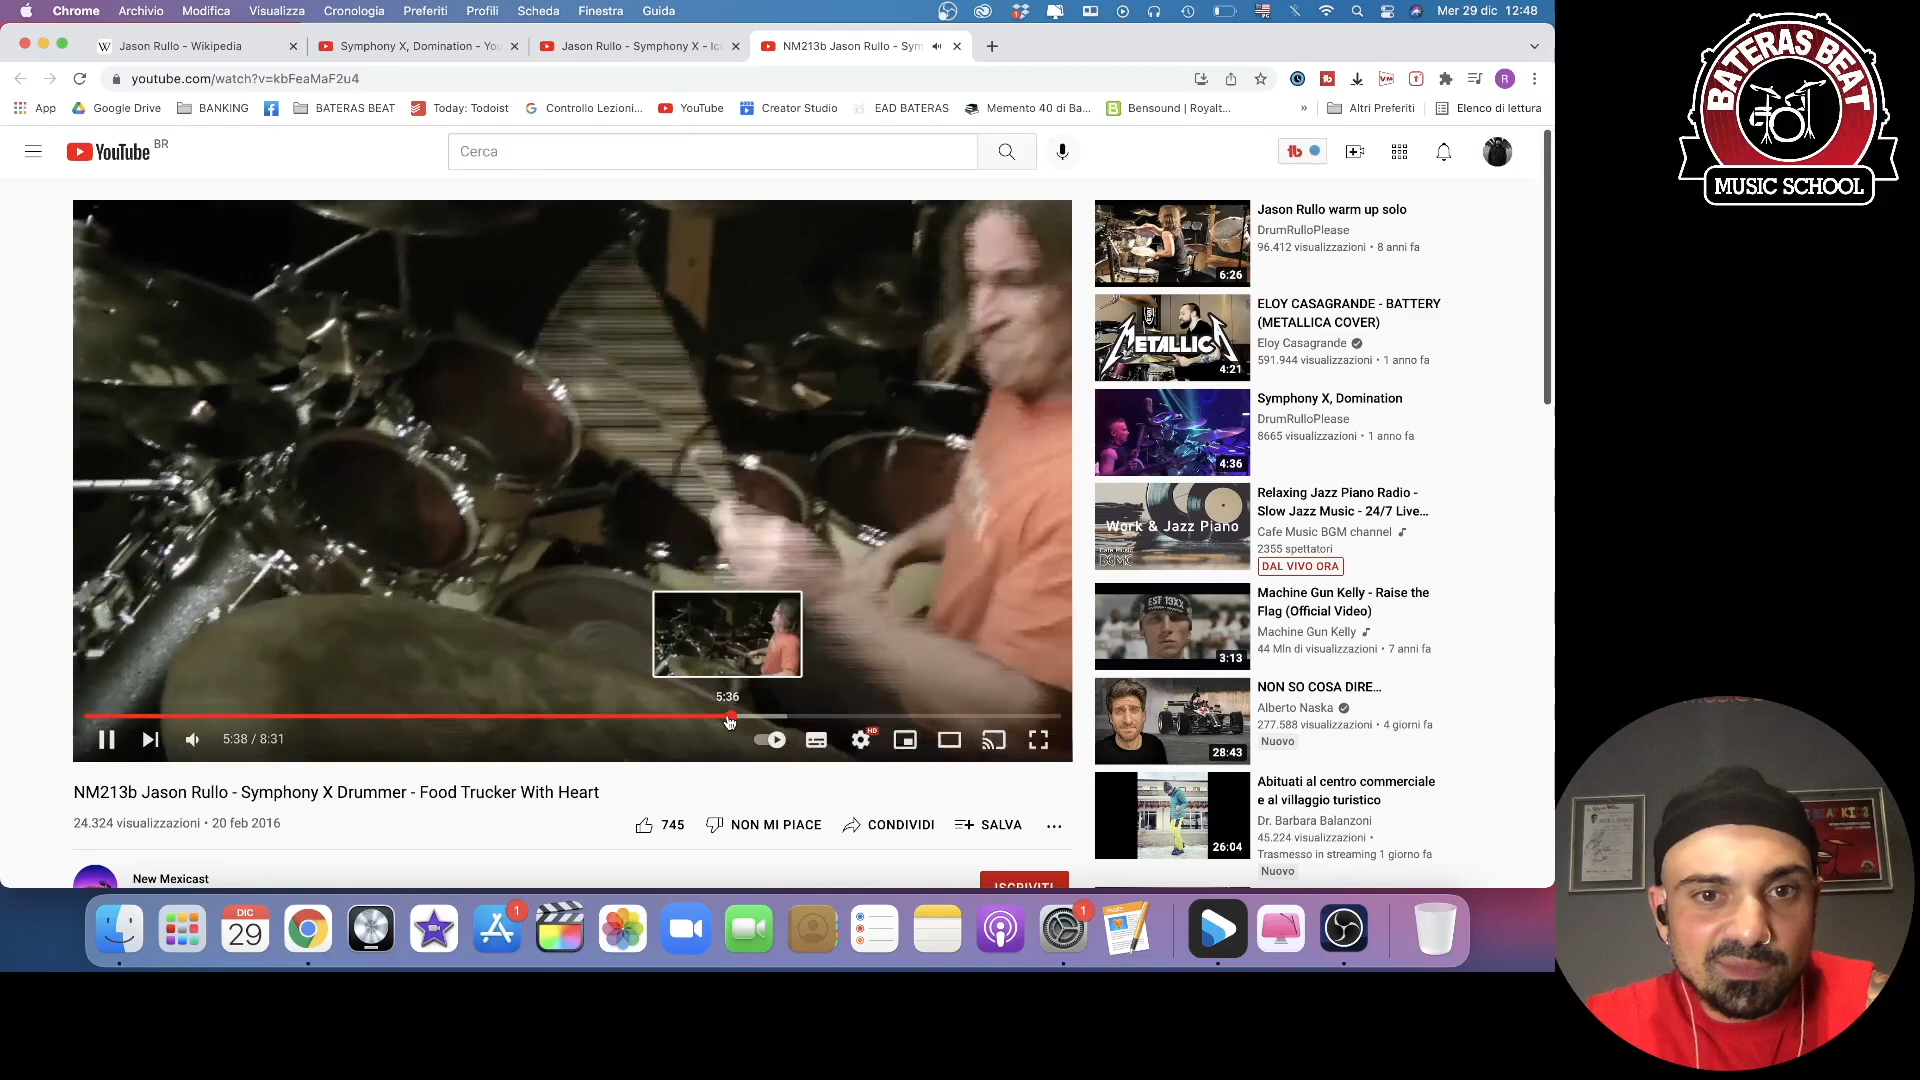 Chrome Archivio Modifica Visualizza Cronologia Preferiti Profili Scheda Finestra Guida Mer 29 dic 12:48
Jason Rullo - Wikipedia Symphony X, Domination - You Jason Rullo - Symphony X - Ico NM213b Jason Rullo - Sym
youtube.com/watch?v=kbFeaMaF2u4
App Google Drive BANKING BATERAS BEAT Today: Todoist Controllo Lezioni... YouTube Creator Studio EAD BATERAS Memento 40 di Ba... Bensound | Royalt... » Altri Preferiti Elenco di lettura
YouTube BR
Cerca
5:36
5:38 / 8:31
HD
NM213b Jason Rullo - Symphony X Drummer - Food Trucker With Heart
24.324 visualizzazioni • 20 feb 2016
745 NON MI PIACE CONDIVIDI SALVA
New Mexicast
ISCRIVITI
Jason Rullo warm up solo
DrumRulloPlease
96.412 visualizzazioni • 8 anni fa
6:26
METALLICA
ELOY CASAGRANDE - BATTERY
(METALLICA COVER)
Eloy Casagrande
591.944 visualizzazioni • 1 anno fa
4:21
Symphony X, Domination
DrumRulloPlease
8665 visualizzazioni • 1 anno fa
4:36
Work & Jazz Piano
Cafe Music
BGM
Relaxing Jazz Piano Radio -
Slow Jazz Music - 24/7 Live...
Cafe Music BGM channel
2355 spettatori
DAL VIVO ORA
EST 19XX
Machine Gun Kelly - Raise the
Flag (Official Video)
Machine Gun Kelly
44 Mln di visualizzazioni • 7 anni fa
3:13
NON SO COSA DIRE...
Alberto Naska
277.588 visualizzazioni • 4 giorni fa
Nuovo
28:43
Abituati al centro commerciale
e al villaggio turistico
Dr. Barbara Balanzoni
45.224 visualizzazioni •
Trasmesso in streaming 1 giorno fa
Nuovo
26:04
DIC
29
1
1
BATERAS BEAT
MUSIC SCHOOL